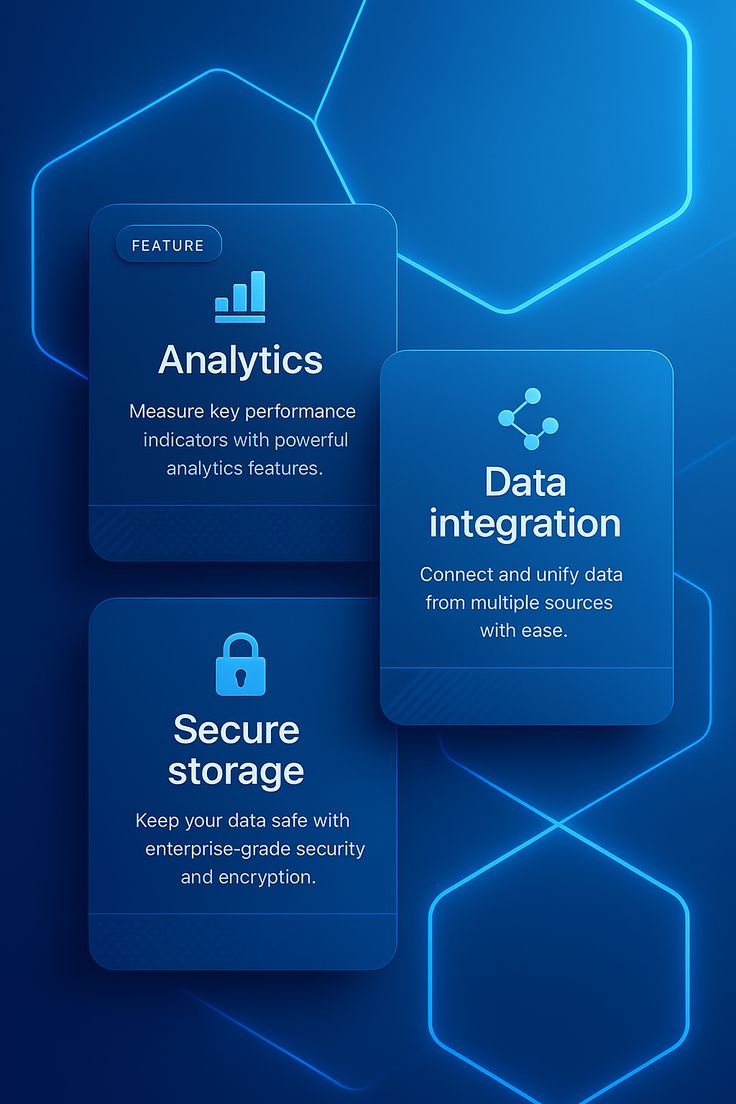 FEATURE
Analytics
Measure key performance
indicators with powerful
analytics features.
Data
integration
Connect and unify data
from multiple sources
with ease.
Secure
storage
Keep your data safe with
enterprise-grade security
and encryption.